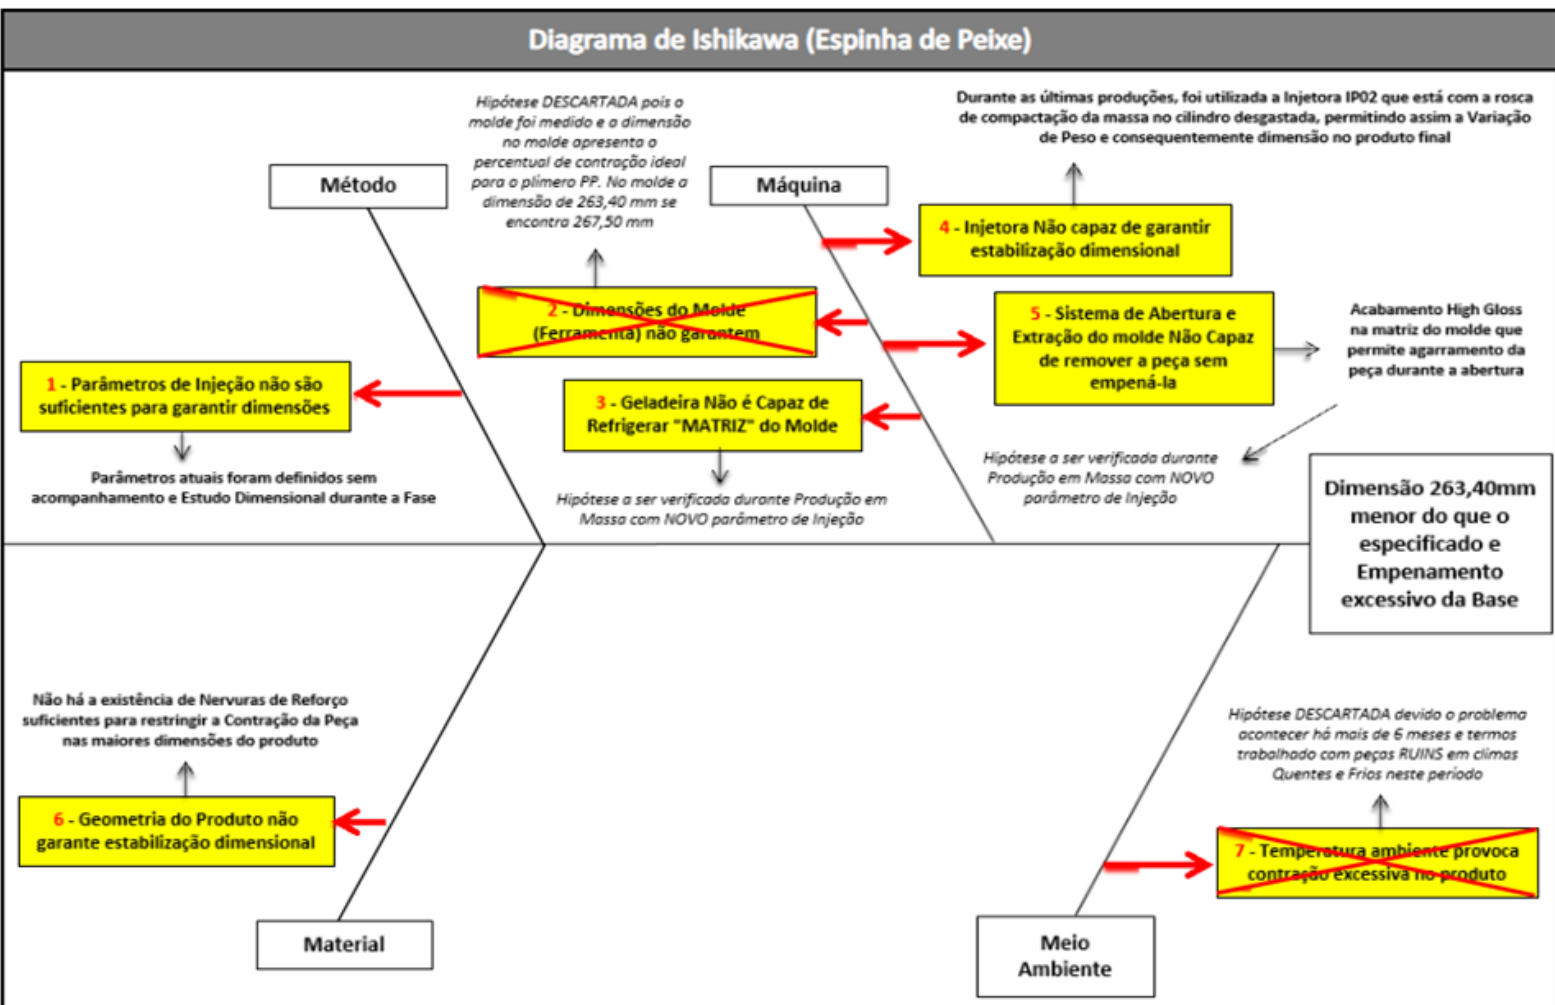 Diagrama de Ishikawa (Espinha de Peixe)
Hipótese DESCARTADA pois o
molde foi medido e a dimensão
no molde apresenta o
percentual de contração ideal
para o plímero PP. No molde a
dimensão de 263,40 mm se
encontra 267,50 mm
Durante as últimas produções, foi utilizada a Injetora IP02 que está com a rosca
de compactação da massa no cilindro desgastada, permitindo assim a Variação
de Peso e consequentemente dimensão no produto final
Método
Máquina
4 - Injetora Não capaz de garantir
estabilização dimensional
2 - Dimensões do Molde
(Ferramenta) não garantem
5 - Sistema de Abertura e
Extração do molde Não Capaz
de remover a peça sem
empená-la
Acabamento High Gloss
na matriz do molde que
permite agarramento da
peça durante a abertura
1 - Parâmetros de Injeção não são
suficientes para garantir dimensões
3 - Geladeira Não é Capaz de
Refrigerar "MATRIZ" do Molde
Parâmetros atuais foram definidos sem
acompanhamento e Estudo Dimensional durante a Fase
Hipótese a ser verificada durante Produção em
Massa com NOVO parâmetro de Injeção
Hipótese a ser verificada durante
Produção em Massa com NOVO
parâmetro de Injeção
Dimensão 263,40mm
menor do que o
especificado e
Empenamento
excessivo da Base
Não há a existência de Nervuras de Reforço
suficientes para restringir a Contração da Peça
nas maiores dimensões do produto
6 - Geometria do Produto não
garante estabilização dimensional
Hipótese DESCARTADA devido o problema
acontecer há mais de 6 meses e termos
trabalhado com peças RUINS em climas
Quentes e Frios neste período
7 - Temperatura ambiente provoca
contração excessiva no produto
Material
Meio
Ambiente